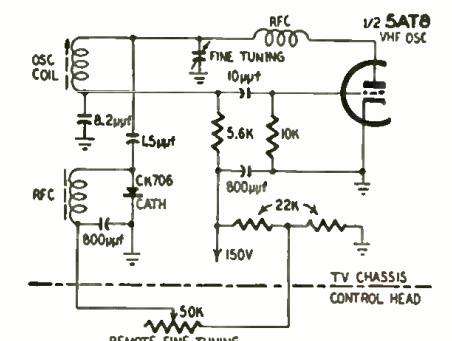 RFC
1/2 5AT8
VHF OSC
OSC
COIL
FINE TUNING
10µµf
8.2µµf
1.5µµf
5.6K
10K
CK706
CATH
RFC
800µµf
800µµf
22K
150V
TV CHASSIS
CONTROL HEAD
50K
REMOTE FINE TUNING